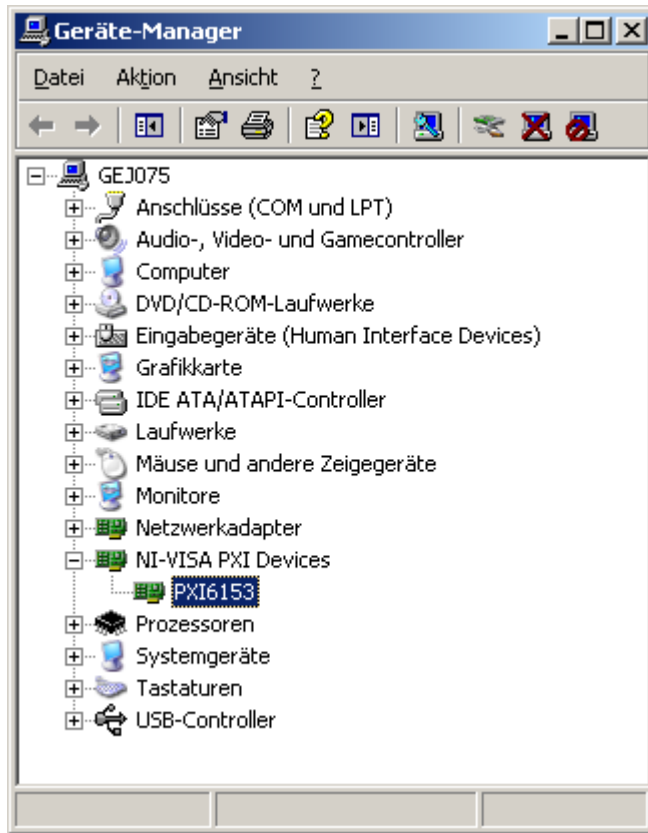 Geräte-Manager
Datei Aktion Ansicht ?
GEJ075
Anschlüsse (COM und LPT)
Audio-, Video- und Gamecontroller
Computer
DVD/CD-ROM-Laufwerke
Eingabegeräte (Human Interface Devices)
Grafikkarte
IDE ATA/ATAPI-Controller
Laufwerke
Mäuse und andere Zeigegeräte
Monitore
Netzwerkadapter
NI-VISA PXI Devices
PXI6153
Prozessoren
Systemgeräte
Tastaturen
USB-Controller